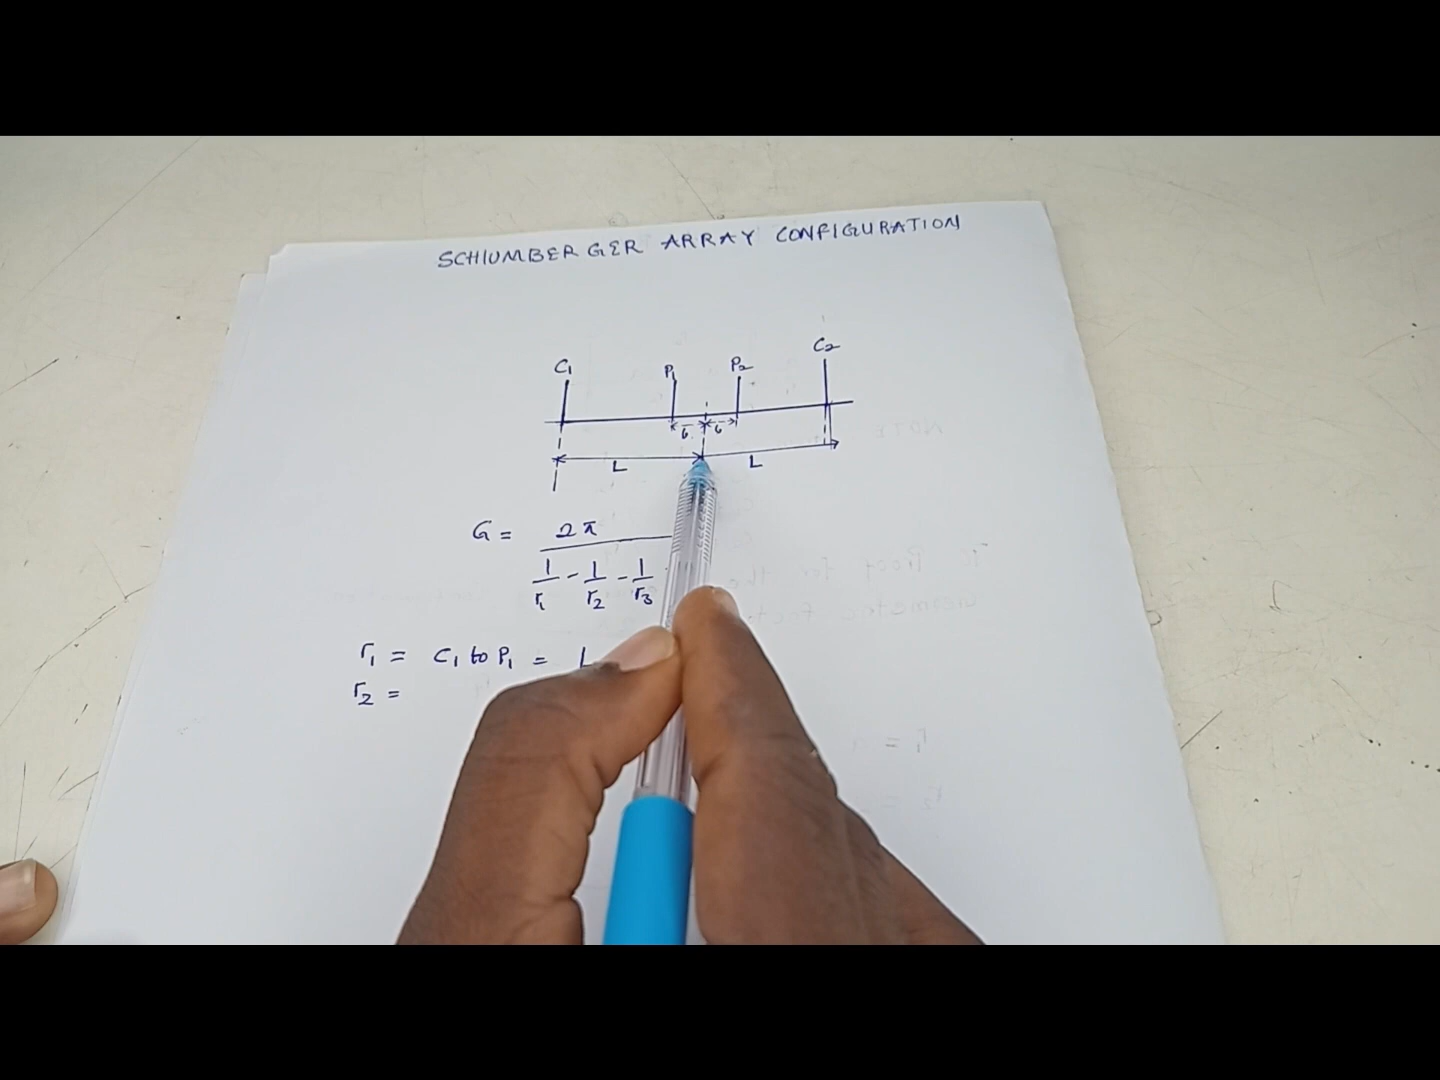 SCHLUMBERGER ARRAY CONFIGURATION
C1 P1 P2 C2
b b
L L
G = 2π
1/r1 - 1/r2 - 1/r3
r1 = C1 to P1 = L
r2 =